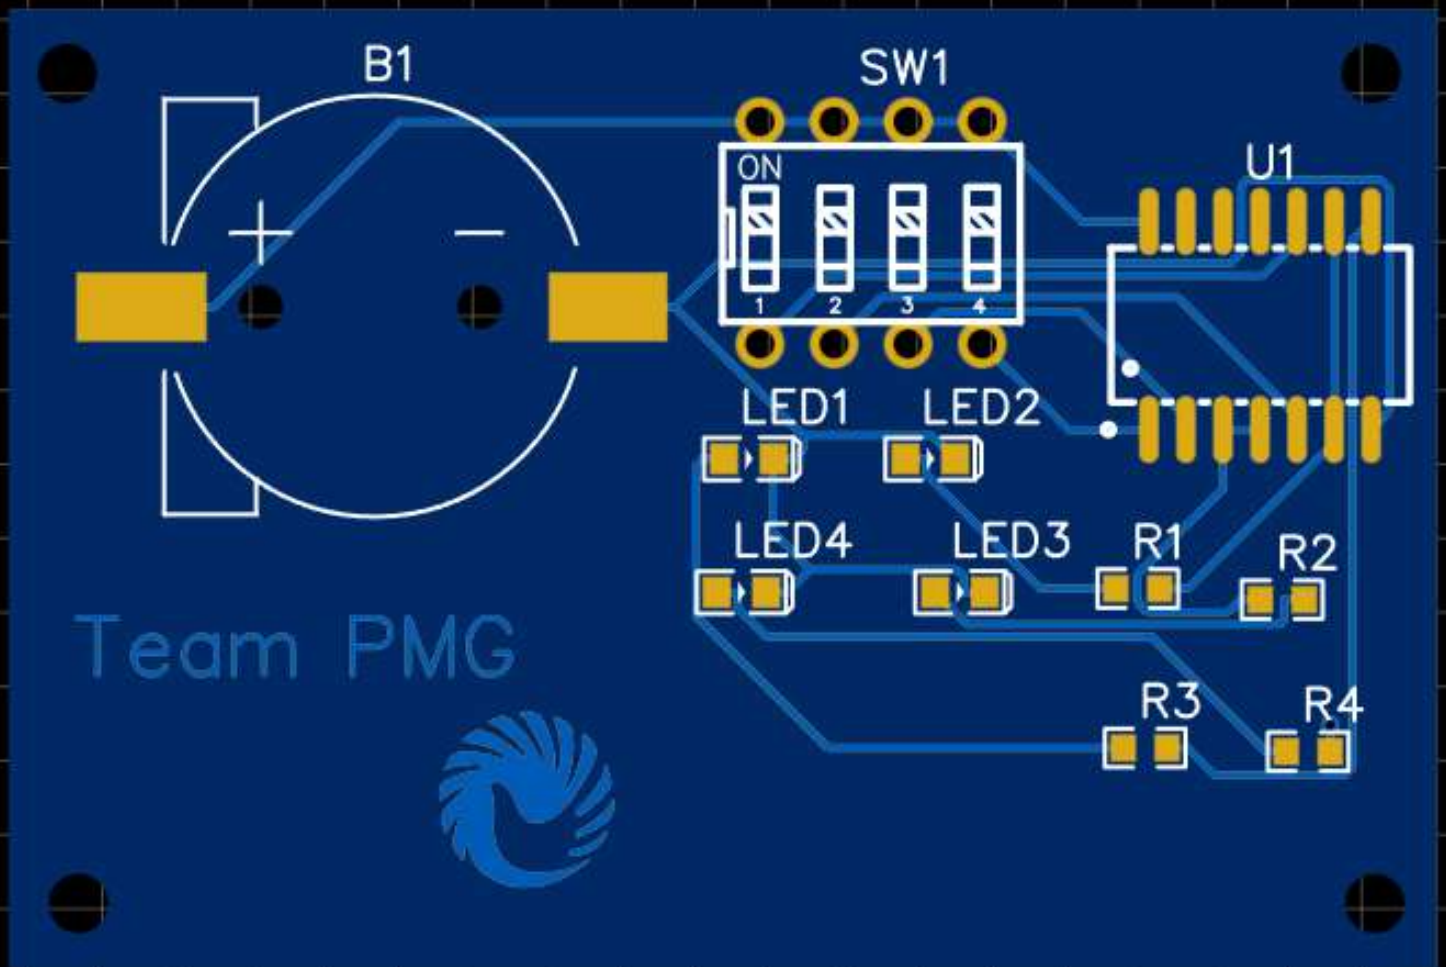 B1
SW1
ON
U1
+
−
1 2 3 4
LED1 LED2
LED4 LED3 R1 R2
Team PMG
R3 R4